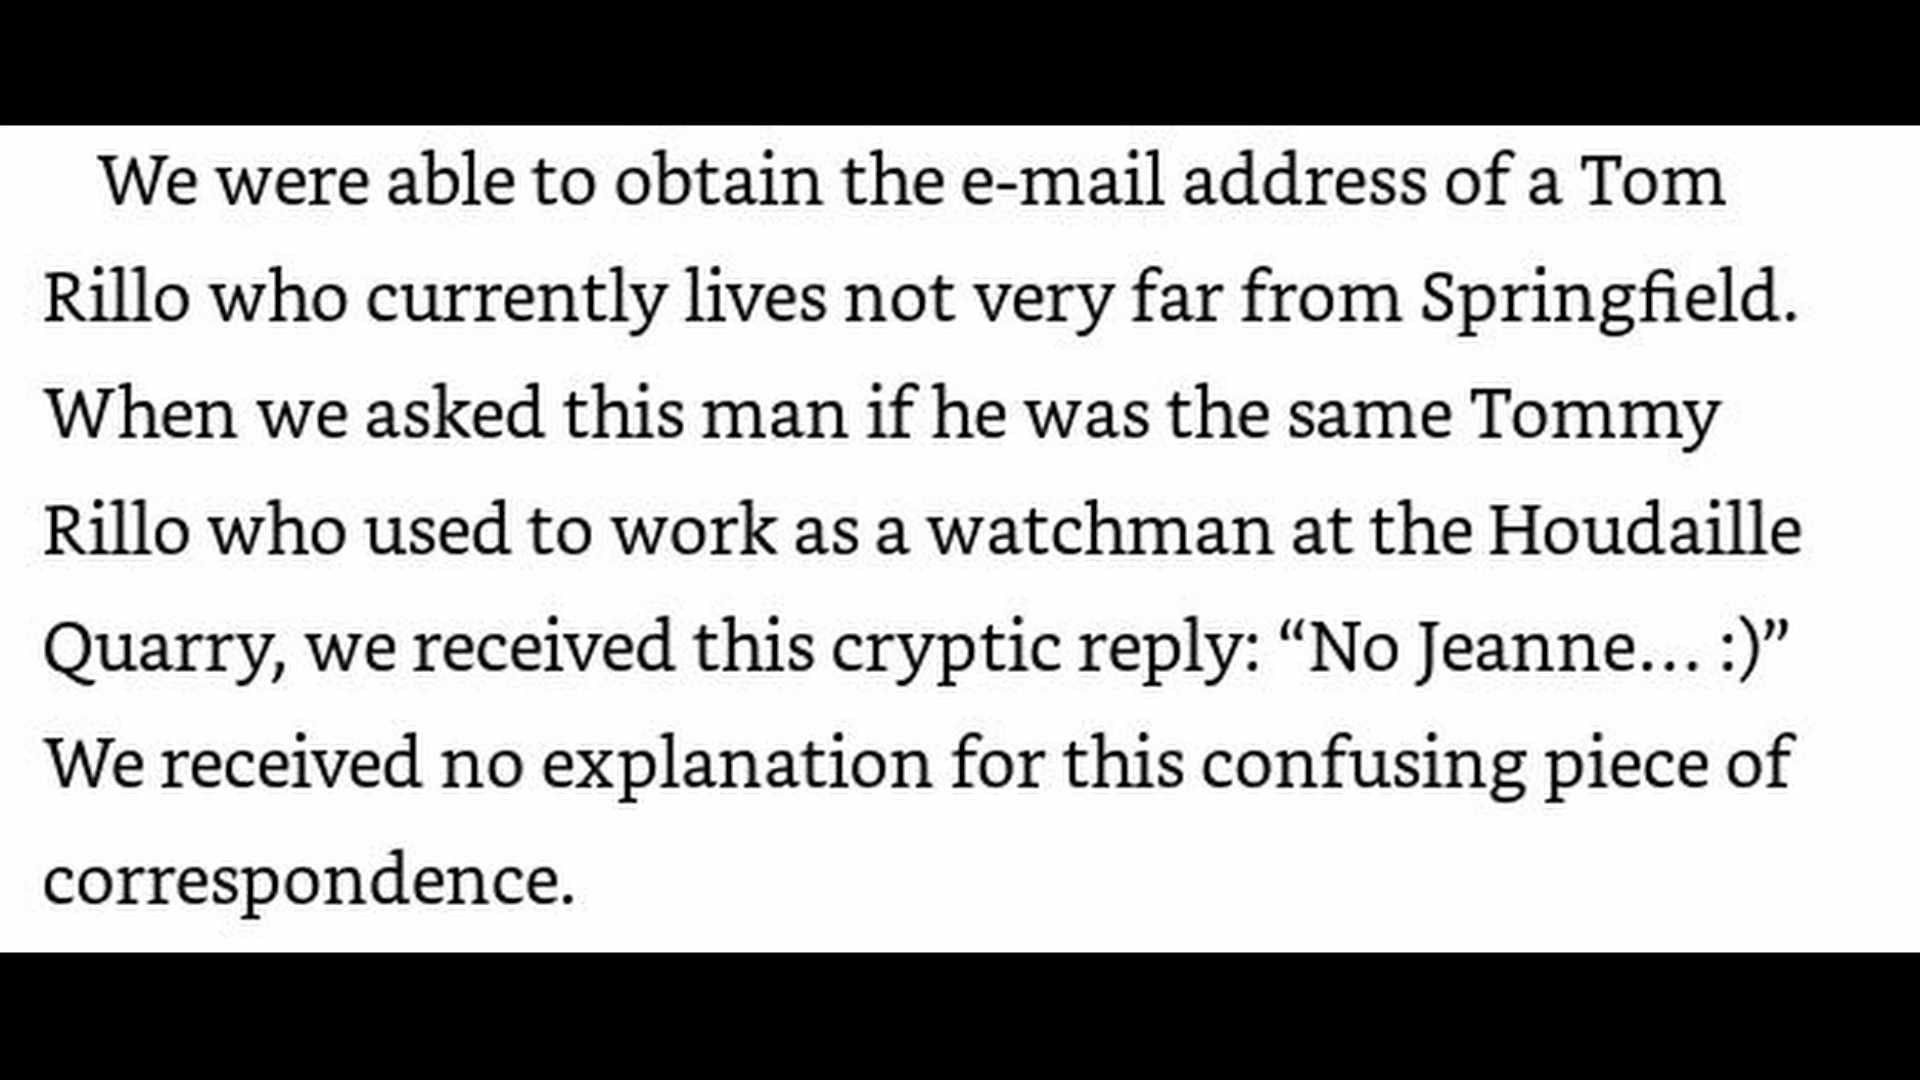 We were able to obtain the e-mail address of a Tom
Rillo who currently lives not very far from Springfield.
When we asked this man if he was the same Tommy
Rillo who used to work as a watchman at the Houdaille
Quarry, we received this cryptic reply: “No Jeanne… :)”
We received no explanation for this confusing piece of
correspondence.